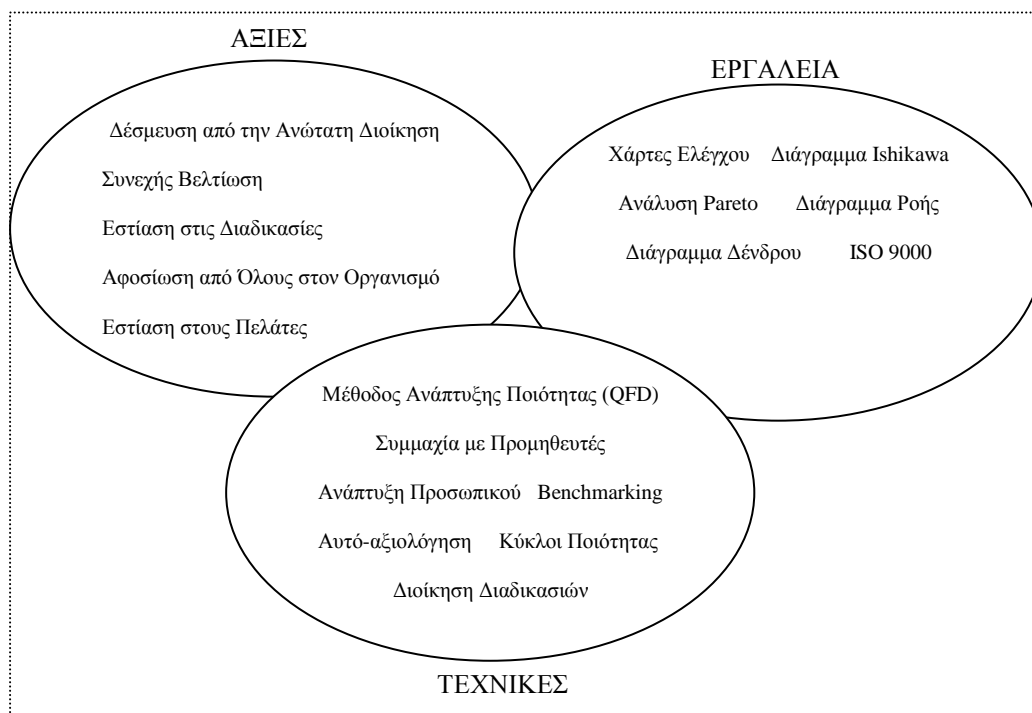 ΑΞΙΕΣ
Δέσμευση από την Ανώτατη Διοίκηση
Συνεχής Βελτίωση
Εστίαση στις Διαδικασίες
Αφοσίωση από Όλους στον Οργανισμό
Εστίαση στους Πελάτες
ΕΡΓΑΛΕΙΑ
Χάρτες Ελέγχου Διάγραμμα Ishikawa
Ανάλυση Pareto Διάγραμμα Ροής
Διάγραμμα Δένδρου ISO 9000
Μέθοδος Ανάπτυξης Ποιότητας (QFD)
Συμμαχία με Προμηθευτές
Ανάπτυξη Προσωπικού Benchmarking
Αυτό-αξιολόγηση Κύκλοι Ποιότητας
Διοίκηση Διαδικασιών
ΤΕΧΝΙΚΕΣ